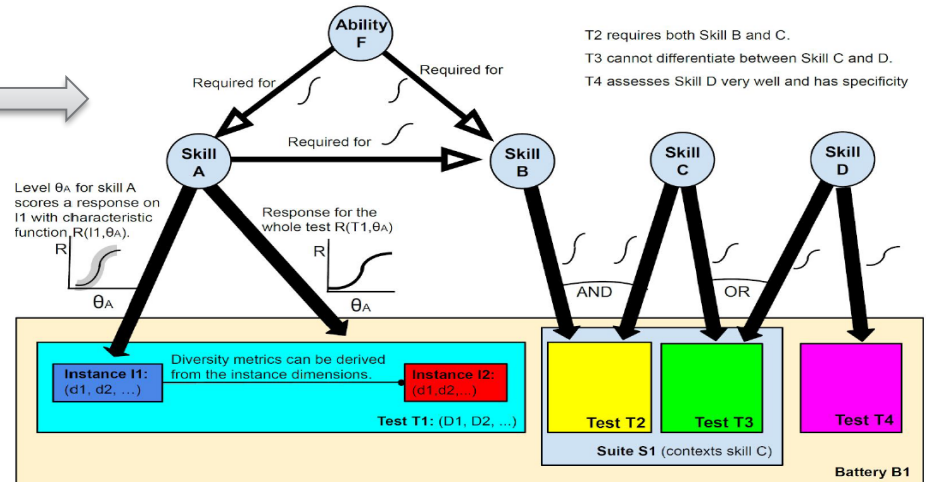 Ability
F
T2 requires both Skill B and C.
T3 cannot differentiate between Skill C and D.
T4 assesses Skill D very well and has specificity
Required for
Required for
Required for
Skill
A
Skill
B
Skill
C
Skill
D
Level θA for skill A
scores a response on
I1 with characteristic
function R(I1,θA).
R
θA
Response for the
whole test R(T1,θA)
R
θA
AND
OR
Instance I1:
(d1, d2, ...)
Diversity metrics can be derived
from the instance dimensions.
Instance I2:
(d1,d2,...)
Test T1: (D1, D2, ...)
Test T2
Test T3
Test T4
Suite S1 (contexts skill C)
Battery B1